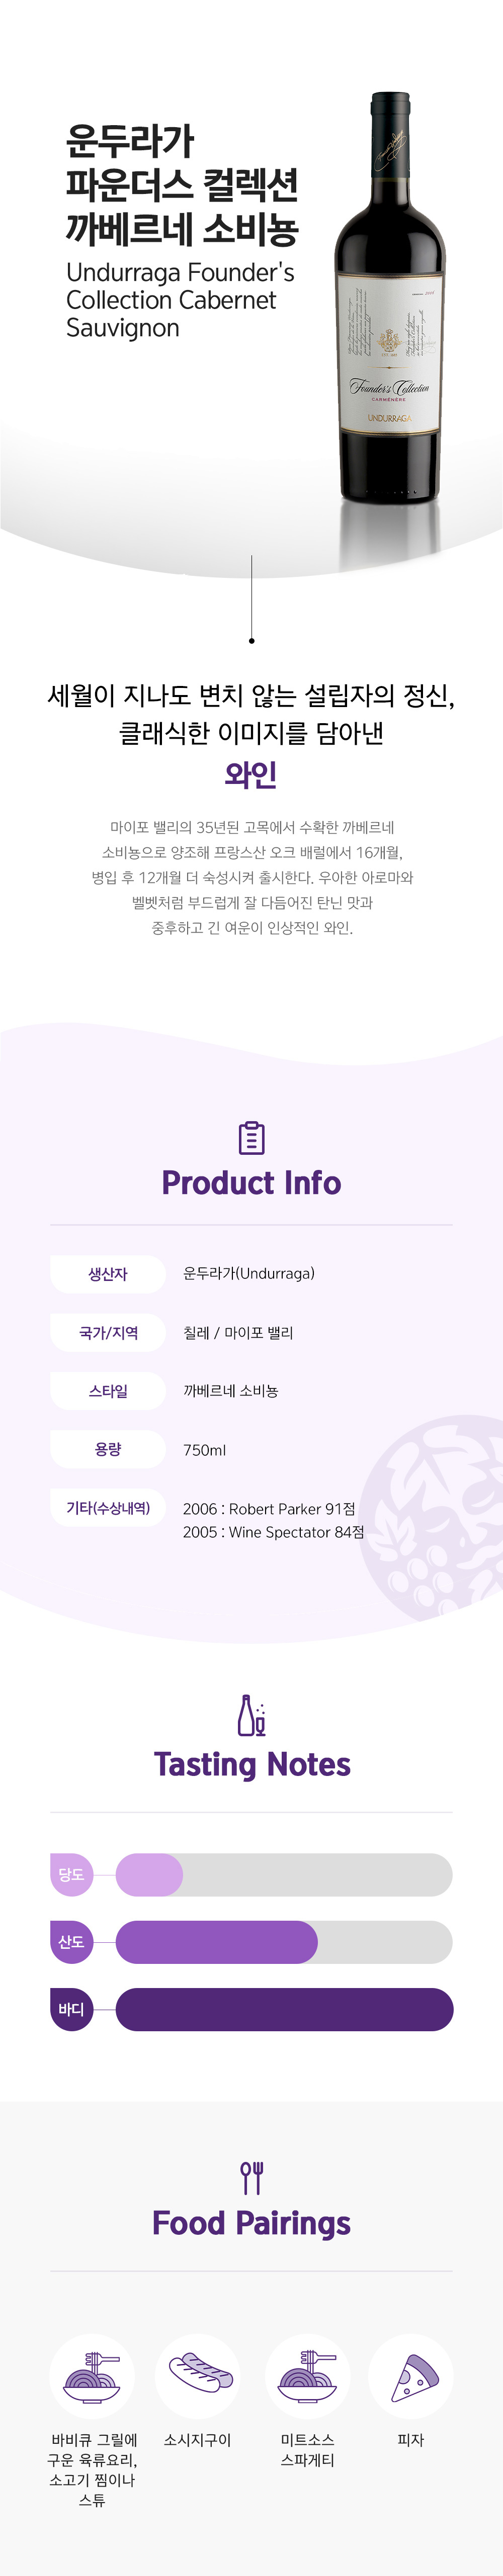 운두라가
파운더스 컬렉션
까베르네 소비뇽
Undurraga Founder's
Collection Cabernet
Sauvignon
Founder's Collection
CARMENERE
UNDURRAGA
세월이 지나도 변치 않는 설립자의 정신,
클래식한 이미지를 담아낸
와인
마이포 밸리의 35년된 고목에서 수확한 까베르네
소비뇽으로 양조해 프랑스산 오크 배럴에서 16개월,
병입 후 12개월 더 숙성시켜 출시한다. 우아한 아로마와
벨벳처럼 부드럽게 잘 다듬어진 탄닌 맛과
중후하고 긴 여운이 인상적인 와인.
Product Info
생산자 운두라가(Undurraga)
국가/지역 칠레 / 마이포 밸리
스타일 까베르네 소비뇽
용량 750ml
기타(수상내역) 2006 : Robert Parker 91점
2005 : Wine Spectator 84점
Tasting Notes
당도
산도
바디
Food Pairings
바비큐 그릴에
구운 육류요리,
소고기 찜이나
스튜
소시지구이
미트소스
스파게티
피자